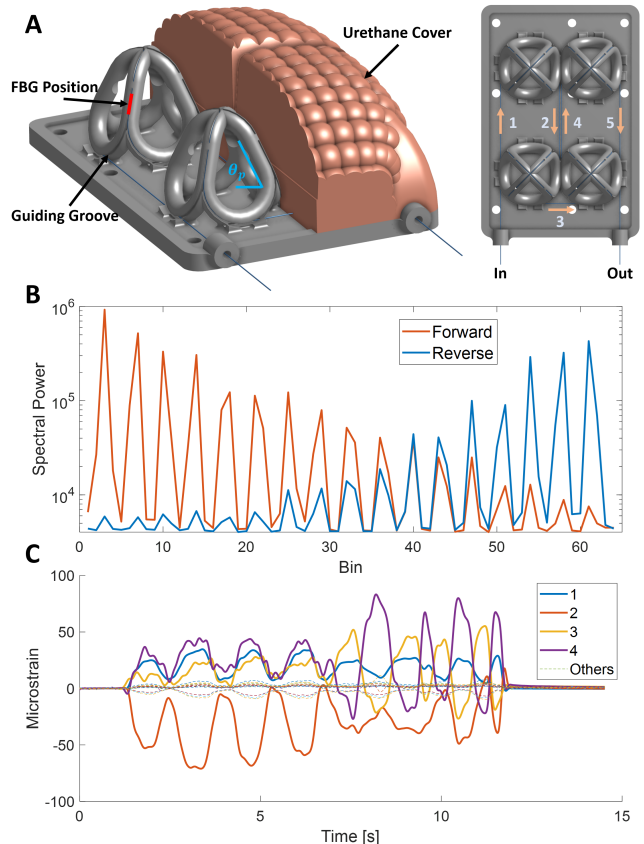 A
Urethane Cover
FBG Position
θp
Guiding Groove
1 2 4 5
3
In Out
B
10^6
10^5
10^4
Spectral Power
Forward
Reverse
0 10 20 30 40 50 60
Bin
C
100
50
0
-50
-100
Microstrain
1
2
3
4
Others
0 5 10 15
Time [s]